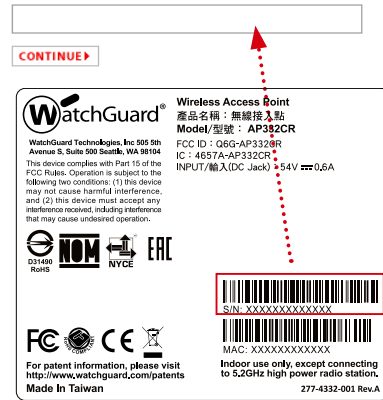 CONTINUE
WatchGuard®
WatchGuard Technologies, Inc 505 5th
Avenue S, Suite 500 Seattle, WA 98104
This device complies with Part 15 of the
FCC Rules. Operation is subject to the
following two conditions: (1) this device
may not cause harmful interference,
and (2) this device must accept any
interference received, including interference
that may cause undesired operation.
Wireless Access Point
產品名稱：無線接入點
Model/型號： AP332CR
FCC ID：Q6G-AP332CR
IC：4657A-AP332CR
INPUT/輸入(DC Jack)：54V 0.6A
D31490
RoHS
NOM
NYCE
EAC
S/N: XXXXXXXXXXXXX
FC
CE
MAC: XXXXXXXXXXXX
For patent information, please visit
http://www.watchguard.com/patents
Made In Taiwan
Indoor use only, except connecting
to 5.2GHz high power radio station.
277-4332-001 Rev.A